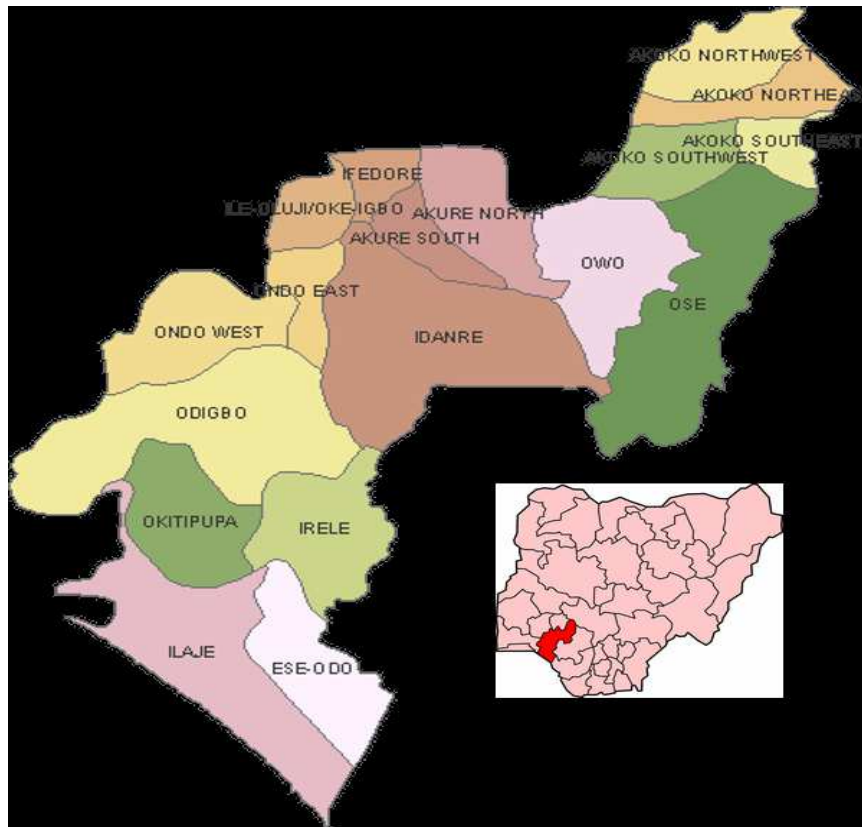 AKOKO NORTHWEST
AKOKO NORTHEAS
AKOKO SOUTHEAST
AKOKO SOUTHWEST
IFEDORE
ILE-OLUJI/OKE-IGBO
AKURE NORTH
AKURE SOUTH
OWO
ONDO EAST
OSE
ONDO WEST
IDANRE
ODIGBO
OKITIPUPA
IRELE
ILAJE
ESE-ODO